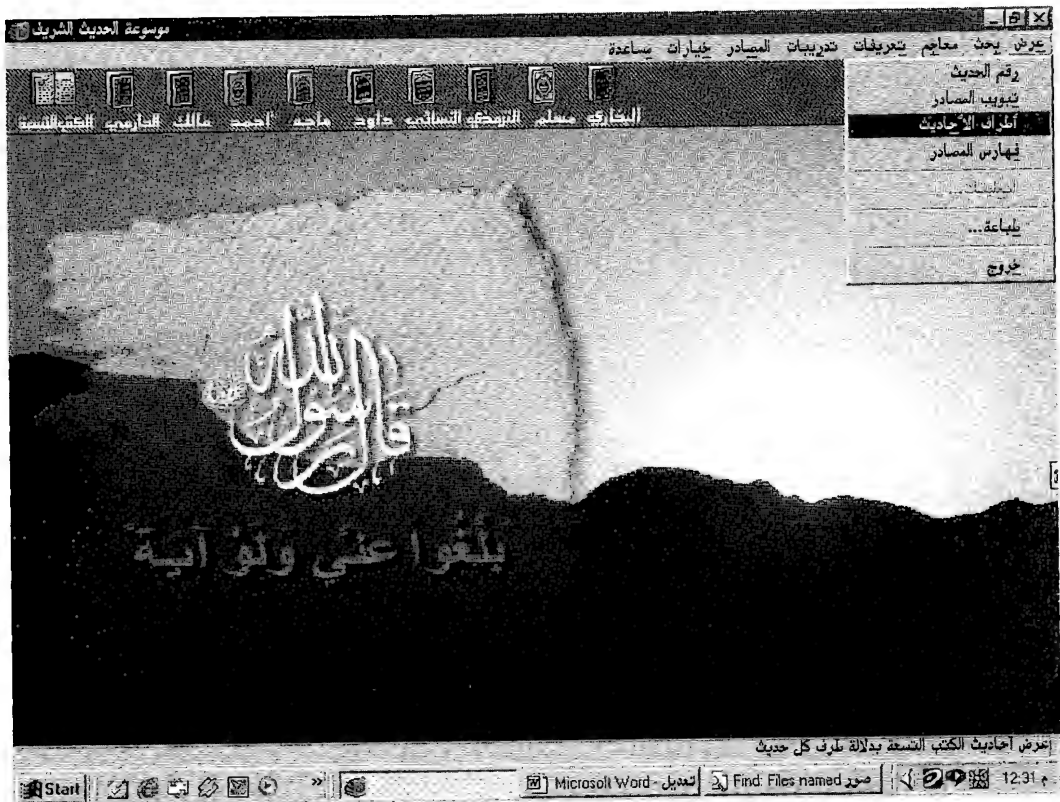 موسوعة الحديث الشريف
عرض بحث معاجم تعريفات تدريبات المصادر خيارات مساعدة
رقم الحديث
تبويب المصادر
أطراف الأحاديث
فهارس المصادر
طباعة...
خروج
البخاري مسلم الترمذي النسائي داود ماجه احمد مالك الدارمي الكتب التسعة
قال رسول الله
بلغوا عني ولو آية
عرض أحاديث الكتب التسعة بدلالة طرف كل حديث
Start » Microsoft Word - تعديل Find: Files named صور 12:31 م